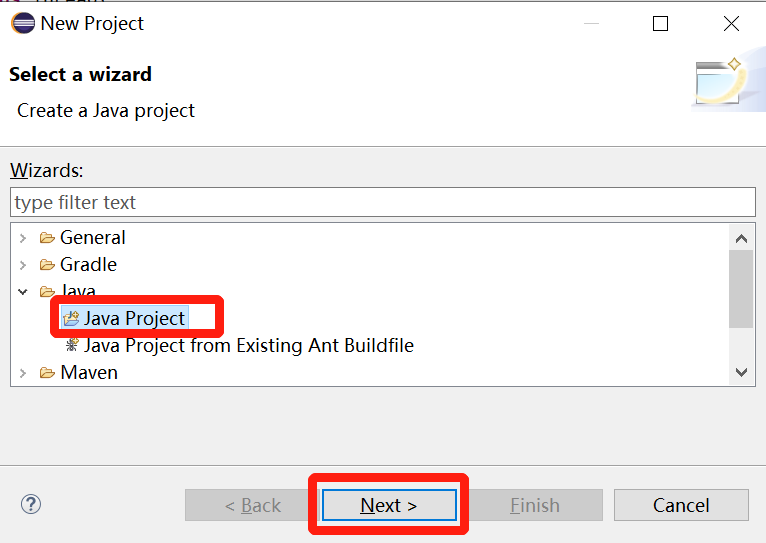 New Project
Select a wizard
Create a Java project
Wizards:
type filter text
General
Gradle
Java
Java Project
Java Project from Existing Ant Buildfile
Maven
?
< Back
Next >
Finish
Cancel